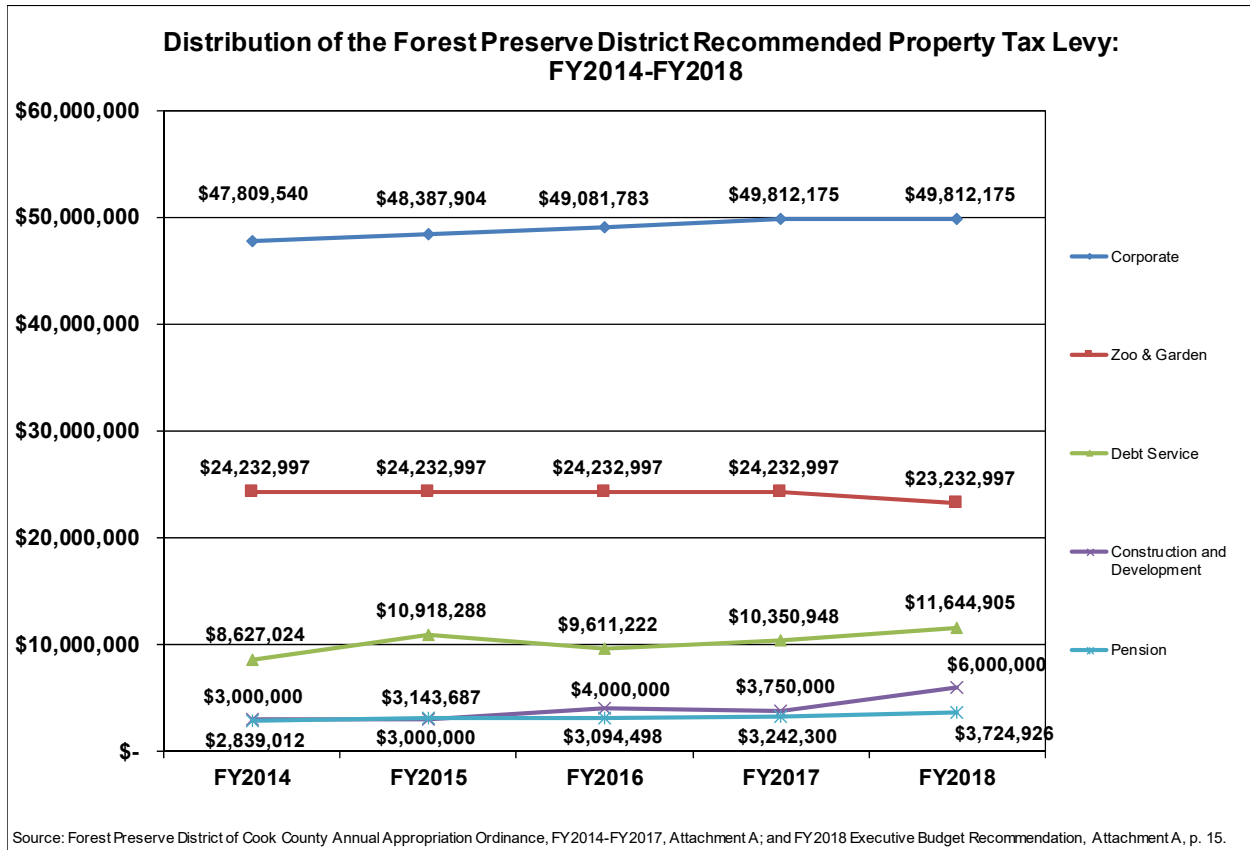 Distribution of the Forest Preserve District Recommended Property Tax Levy:
FY2014-FY2018
$60,000,000
$50,000,000
$40,000,000
$30,000,000
$20,000,000
$10,000,000
$-
$47,809,540
$48,387,904
$49,081,783
$49,812,175
$49,812,175
$24,232,997
$24,232,997
$24,232,997
$24,232,997
$23,232,997
$8,627,024
$10,918,288
$9,611,222
$10,350,948
$11,644,905
$3,000,000
$3,143,687
$4,000,000
$3,750,000
$6,000,000
$2,839,012
$3,000,000
$3,094,498
$3,242,300
$3,724,926
FY2014
FY2015
FY2016
FY2017
FY2018
Corporate
Zoo & Garden
Debt Service
Construction and
Development
Pension
Source: Forest Preserve District of Cook County Annual Appropriation Ordinance, FY2014-FY2017, Attachment A; and FY2018 Executive Budget Recommendation, Attachment A, p. 15.